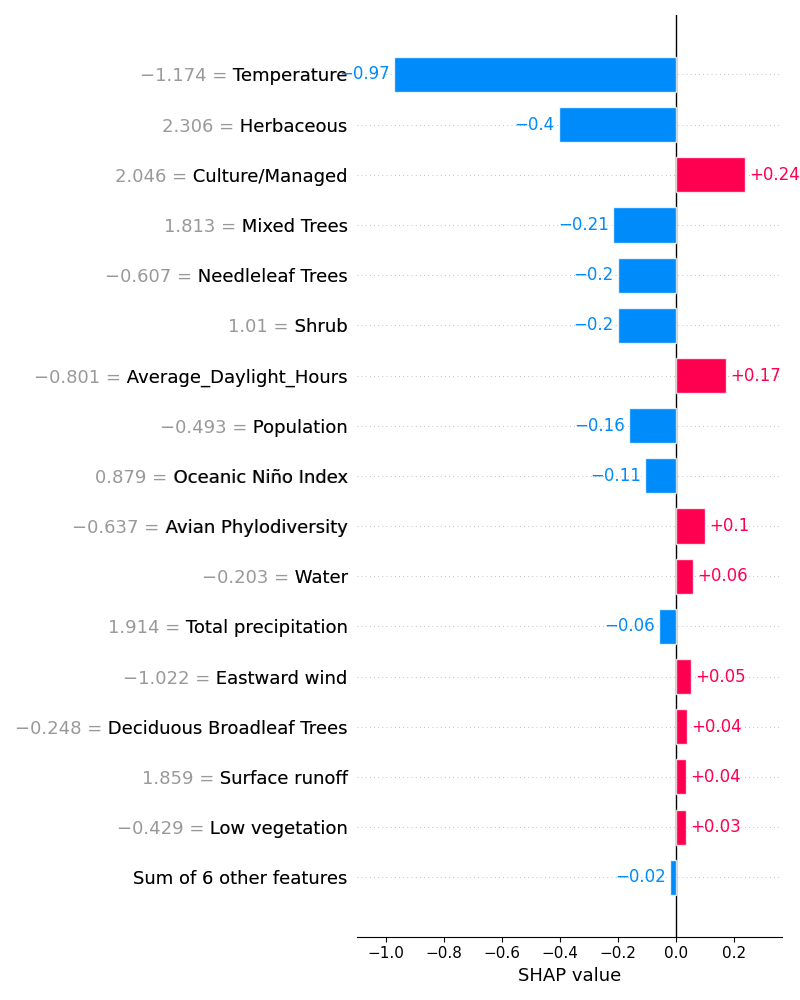 −1.174 = Temperature −0.97
2.306 = Herbaceous −0.4
2.046 = Culture/Managed +0.24
1.813 = Mixed Trees −0.21
−0.607 = Needleleaf Trees −0.2
1.01 = Shrub −0.2
−0.801 = Average_Daylight_Hours +0.17
−0.493 = Population −0.16
0.879 = Oceanic Niño Index −0.11
−0.637 = Avian Phylodiversity +0.1
−0.203 = Water +0.06
1.914 = Total precipitation −0.06
−1.022 = Eastward wind +0.05
−0.248 = Deciduous Broadleaf Trees +0.04
1.859 = Surface runoff +0.04
−0.429 = Low vegetation +0.03
Sum of 6 other features −0.02
−1.0 −0.8 −0.6 −0.4 −0.2 0.0 0.2
SHAP value